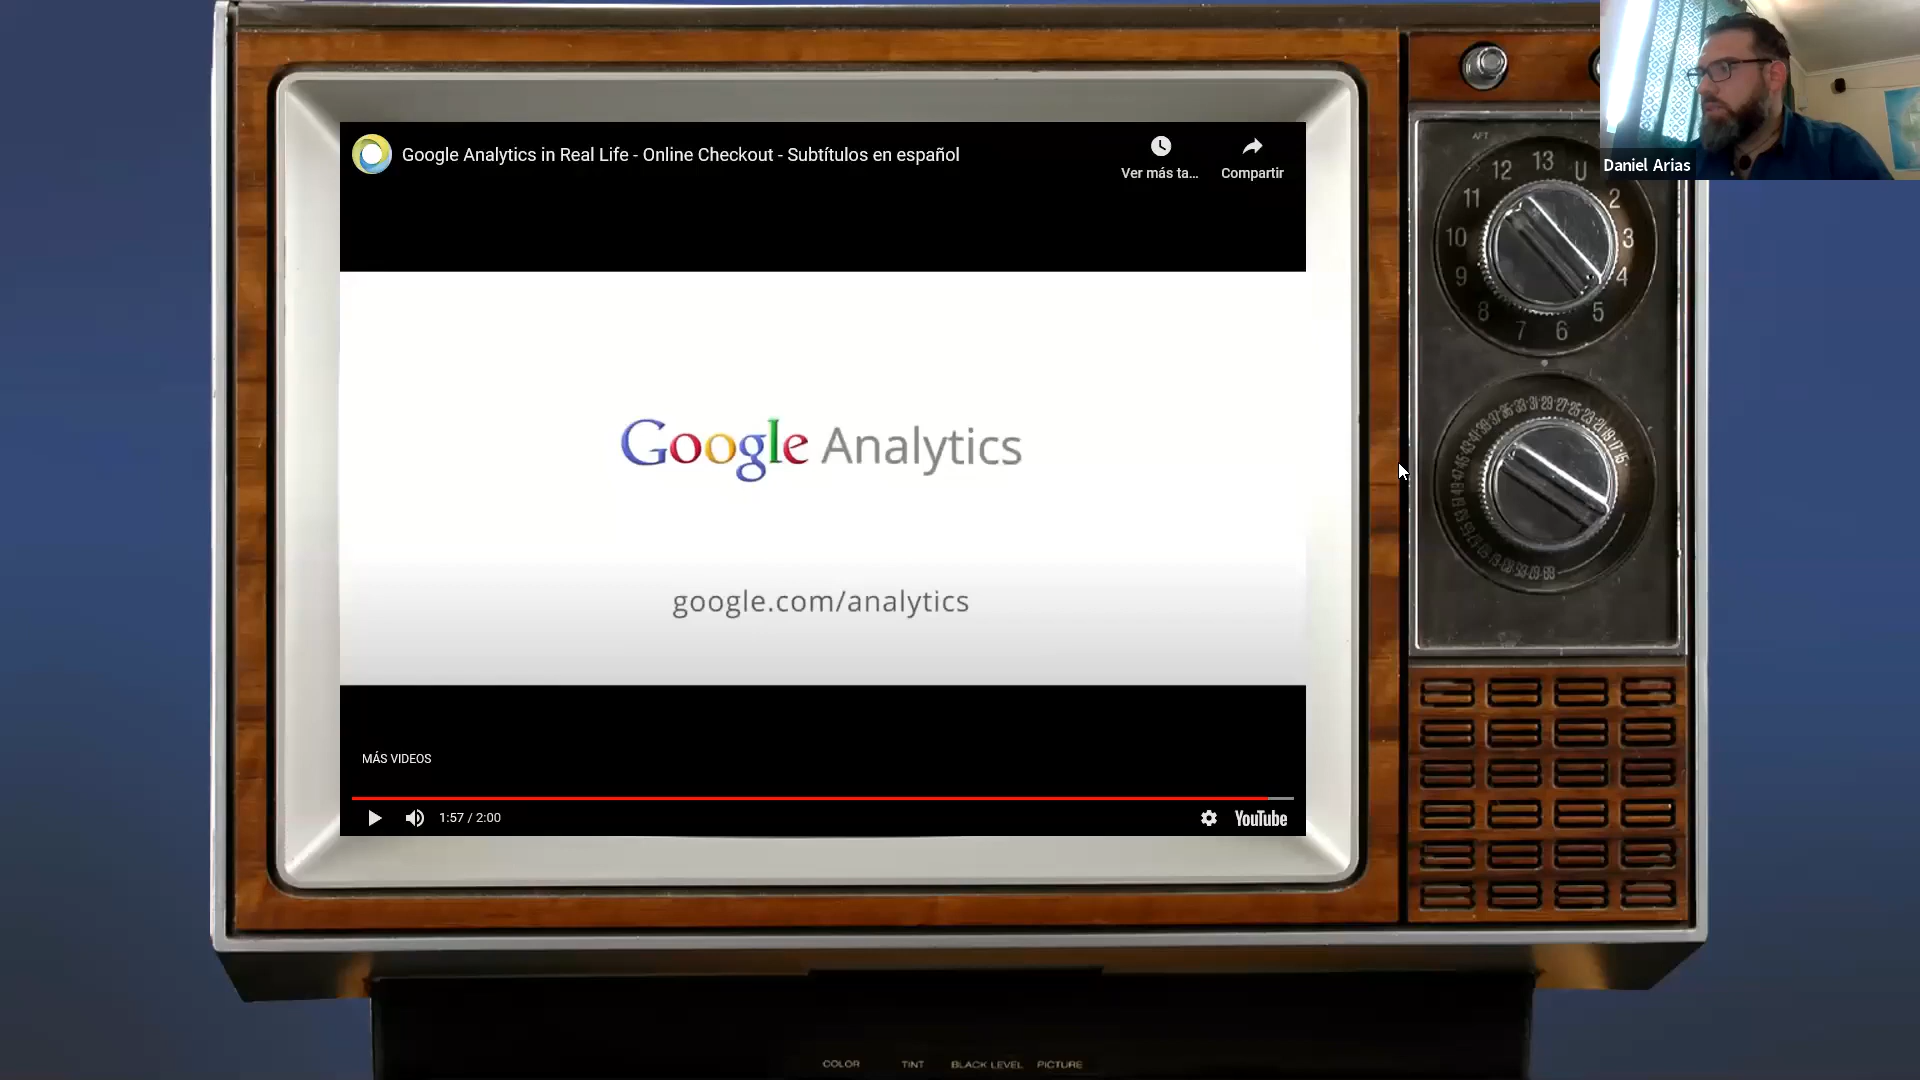 Google Analytics in Real Life - Online Checkout - Subtítulos en español
Ver más ta...
Compartir
Daniel Arias
Google Analytics
google.com/analytics
MÁS VIDEOS
1:57 / 2:00
YouTube
AFT
13
U
2
3
4
5
6
7
8
9
10
11
12
COLOR TINT BLACK LEVEL PICTURE